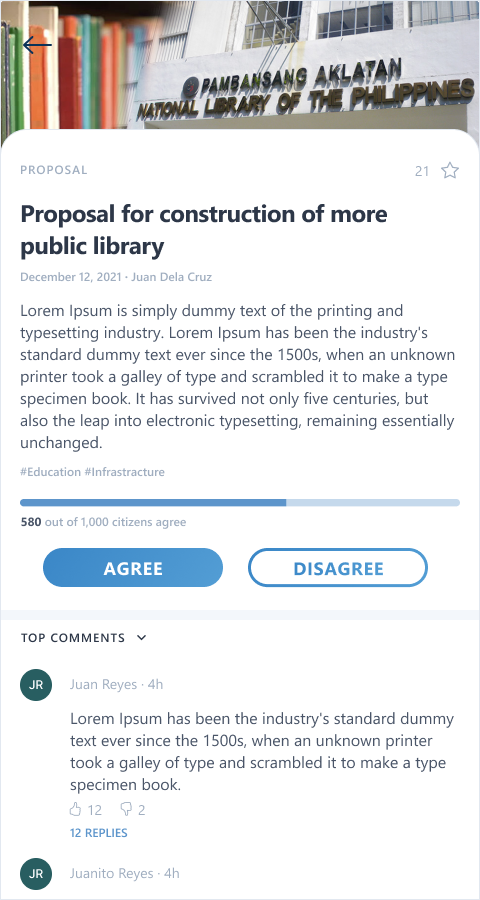 PAMBANSANG AKLATAN
NATIONAL LIBRARY OF THE PHILIPPINES
PROPOSAL
21
Proposal for construction of more
public library
December 12, 2021 · Juan Dela Cruz
Lorem Ipsum is simply dummy text of the printing and
typesetting industry. Lorem Ipsum has been the industry's
standard dummy text ever since the 1500s, when an unknown
printer took a galley of type and scrambled it to make a type
specimen book. It has survived not only five centuries, but
also the leap into electronic typesetting, remaining essentially
unchanged.
#Education #Infrastracture
580 out of 1,000 citizens agree
AGREE DISAGREE
TOP COMMENTS
JR Juan Reyes · 4h
Lorem Ipsum has been the industry's standard dummy
text ever since the 1500s, when an unknown printer
took a galley of type and scrambled it to make a type
specimen book.
12 2
12 REPLIES
JR Juanito Reyes · 4h